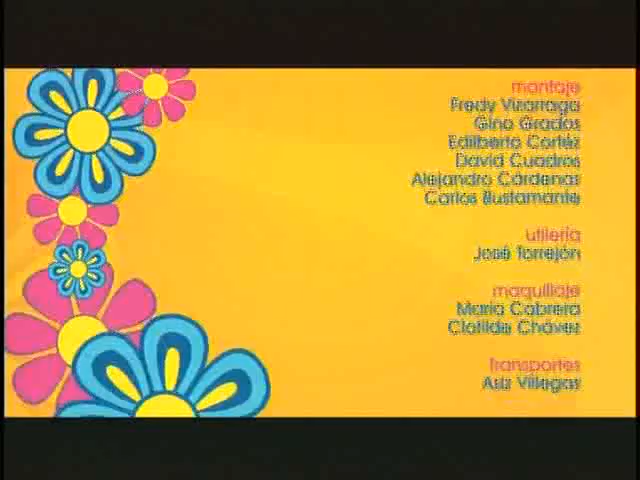 montaje
Fredy Vizarraga
Gino Grados
Edilberto Cortéz
David Cuadros
Alejandro Cárdenas
Carlos Bustamante
utilería
José Torrejón
maquillaje
María Cabrera
Clotilde Chávez
transportes
Asiz Villegas